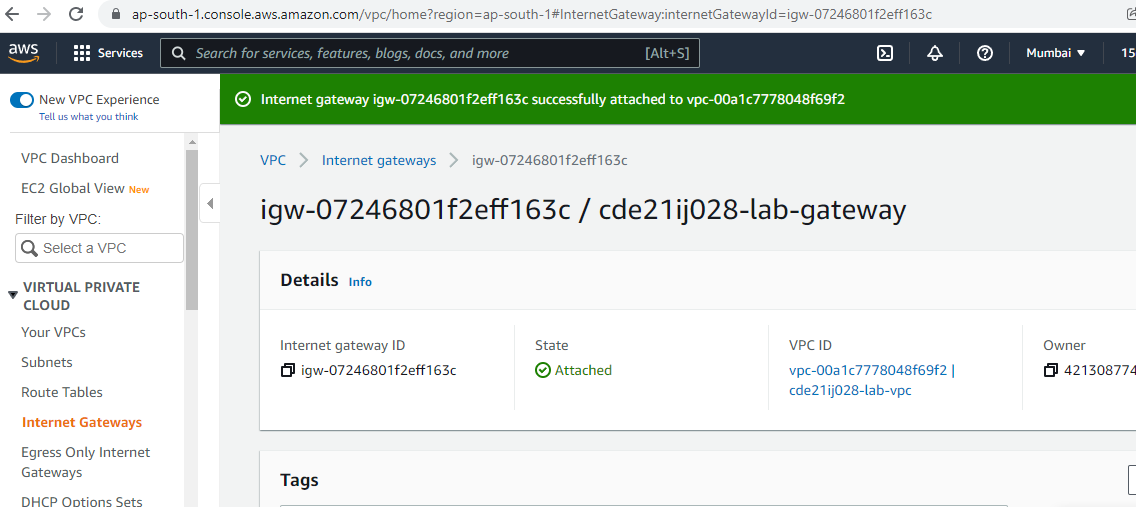 ap-south-1.console.aws.amazon.com/vpc/home?region=ap-south-1#InternetGateway:internetGatewayId=igw-07246801f2eff163c
aws
Services
Search for services, features, blogs, docs, and more
[Alt+S]
Mumbai
15
New VPC Experience
Tell us what you think
VPC Dashboard
EC2 Global View New
Filter by VPC:
Select a VPC
VIRTUAL PRIVATE
CLOUD
Your VPCs
Subnets
Route Tables
Internet Gateways
Egress Only Internet
Gateways
DHCP Options Sets
Internet gateway igw-07246801f2eff163c successfully attached to vpc-00a1c7778048f69f2
VPC
Internet gateways
igw-07246801f2eff163c
igw-07246801f2eff163c / cde21ij028-lab-gateway
Details Info
Internet gateway ID
igw-07246801f2eff163c
State
Attached
VPC ID
vpc-00a1c7778048f69f2 |
cde21ij028-lab-vpc
Owner
421308774
Tags